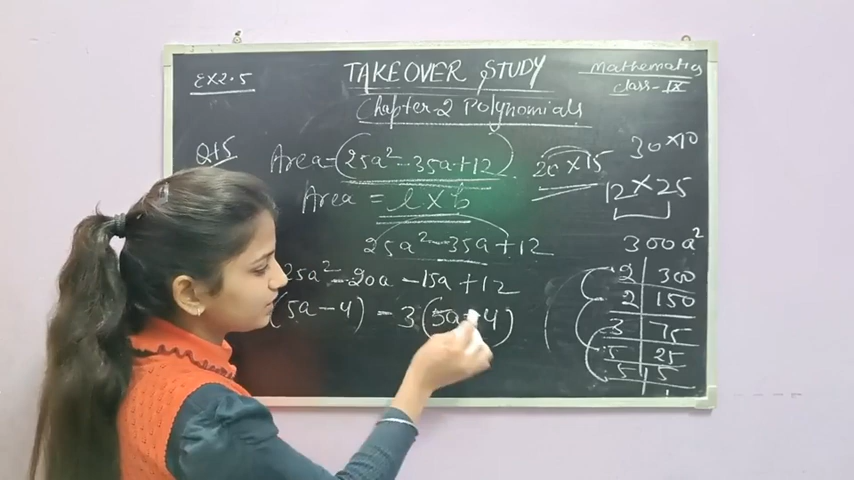 EX2.5
TAKEOVER STUDY
Mathematics
class-IX
Chapter-2 Polynomials
Q15
Area=(25a²-35a+12)
20×15
30×10
12×25
Area = l×b
25a²-35a+12
300a²
25a²-20a-15a+12
(5a-4)-3(5a-4)
2 300
2 150
3 75
5 25
5 5
1